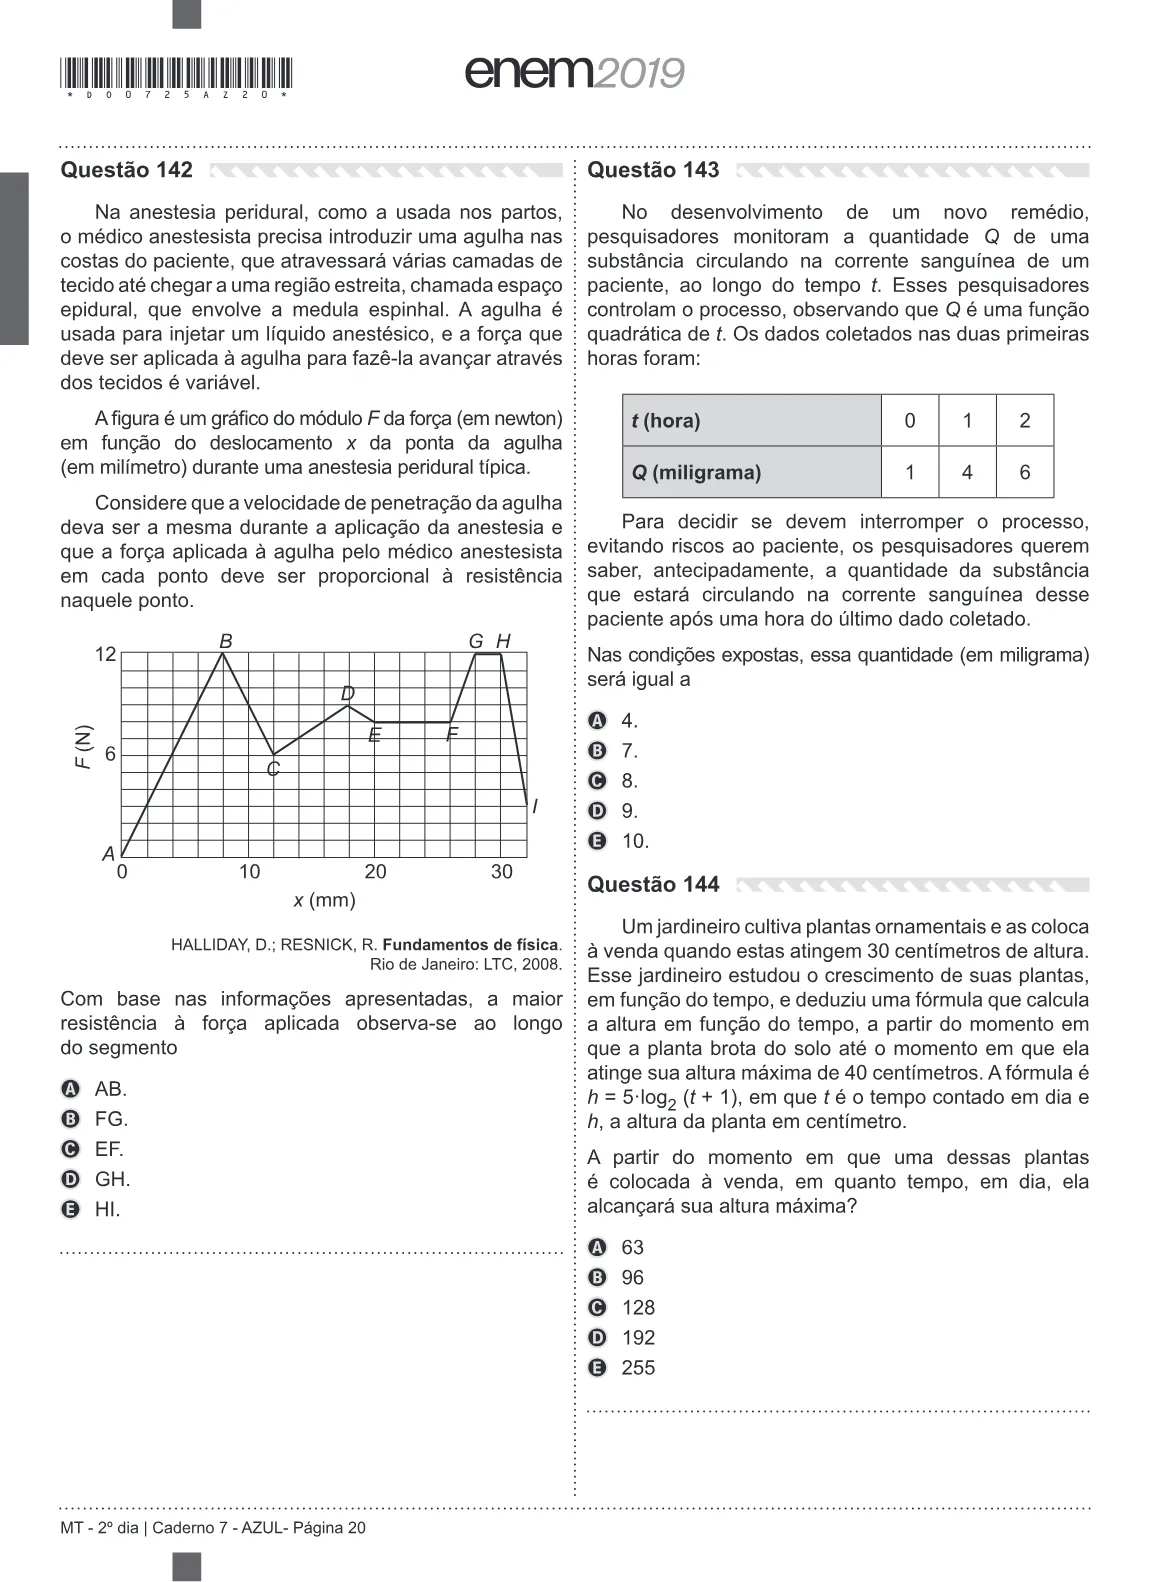 *D00725AZ20*
enem2019
Questão 142
Na anestesia peridural, como a usada nos partos,
o médico anestesista precisa introduzir uma agulha nas
costas do paciente, que atravessará várias camadas de
tecido até chegar a uma região estreita, chamada espaço
epidural, que envolve a medula espinhal. A agulha é
usada para injetar um líquido anestésico, e a força que
deve ser aplicada à agulha para fazê-la avançar através
dos tecidos é variável.
A figura é um gráfico do módulo F da força (em newton)
em função do deslocamento x da ponta da agulha
(em milímetro) durante uma anestesia peridural típica.
Considere que a velocidade de penetração da agulha
deva ser a mesma durante a aplicação da anestesia e
que a força aplicada à agulha pelo médico anestesista
em cada ponto deve ser proporcional à resistência
naquele ponto.
B G H
12
D
E F
F (N)
6
C
I
A
0 10 20 30
x (mm)
HALLIDAY, D.; RESNICK, R. Fundamentos de física.
Rio de Janeiro: LTC, 2008.
Com base nas informações apresentadas, a maior
resistência à força aplicada observa-se ao longo
do segmento
A AB.
B FG.
C EF.
D GH.
E HI.
Questão 143
No desenvolvimento de um novo remédio,
pesquisadores monitoram a quantidade Q de uma
substância circulando na corrente sanguínea de um
paciente, ao longo do tempo t. Esses pesquisadores
controlam o processo, observando que Q é uma função
quadrática de t. Os dados coletados nas duas primeiras
horas foram:
t (hora) 0 1 2
Q (miligrama) 1 4 6
Para decidir se devem interromper o processo,
evitando riscos ao paciente, os pesquisadores querem
saber, antecipadamente, a quantidade da substância
que estará circulando na corrente sanguínea desse
paciente após uma hora do último dado coletado.
Nas condições expostas, essa quantidade (em miligrama)
será igual a
A 4.
B 7.
C 8.
D 9.
E 10.
Questão 144
Um jardineiro cultiva plantas ornamentais e as coloca
à venda quando estas atingem 30 centímetros de altura.
Esse jardineiro estudou o crescimento de suas plantas,
em função do tempo, e deduziu uma fórmula que calcula
a altura em função do tempo, a partir do momento em
que a planta brota do solo até o momento em que ela
atinge sua altura máxima de 40 centímetros. A fórmula é
h = 5·log₂ (t + 1), em que t é o tempo contado em dia e
h, a altura da planta em centímetro.
A partir do momento em que uma dessas plantas
é colocada à venda, em quanto tempo, em dia, ela
alcançará sua altura máxima?
A 63
B 96
C 128
D 192
E 255
MT - 2º dia | Caderno 7 - AZUL- Página 20